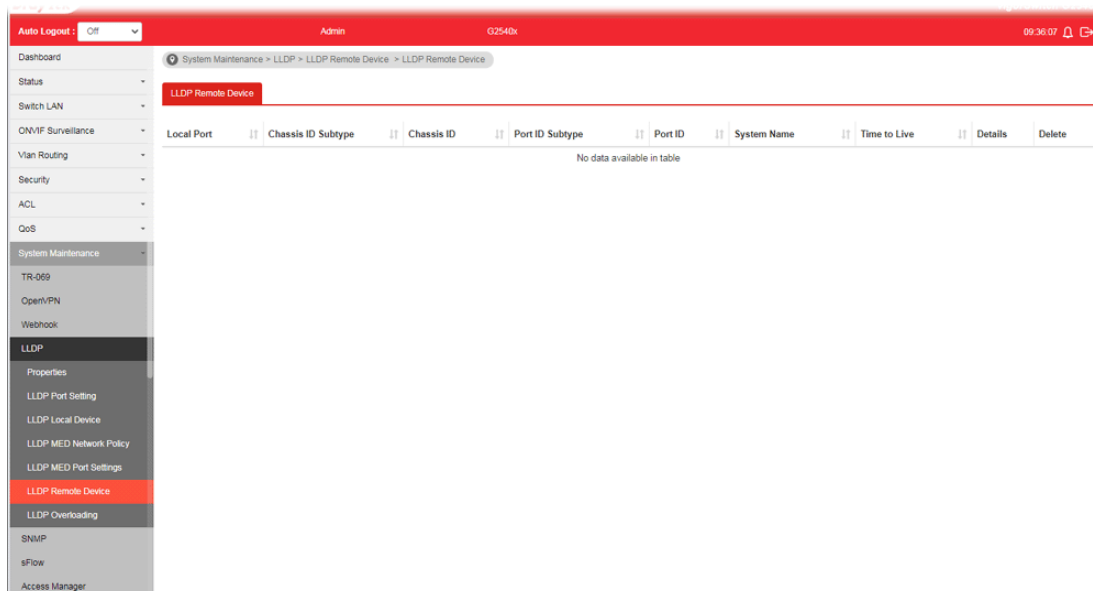 Auto Logout : Off Admin G2540x 09:36:07
Dashboard
Status
Switch LAN
ONVIF Surveillance
Vlan Routing
Security
ACL
QoS
System Maintenance
TR-069
OpenVPN
Webhook
LLDP
Properties
LLDP Port Setting
LLDP Local Device
LLDP MED Network Policy
LLDP MED Port Settings
LLDP Remote Device
LLDP Overloading
SNMP
sFlow
Access Manager
System Maintenance > LLDP > LLDP Remote Device > LLDP Remote Device
LLDP Remote Device
Local Port Chassis ID Subtype Chassis ID Port ID Subtype Port ID System Name Time to Live Details Delete
No data available in table